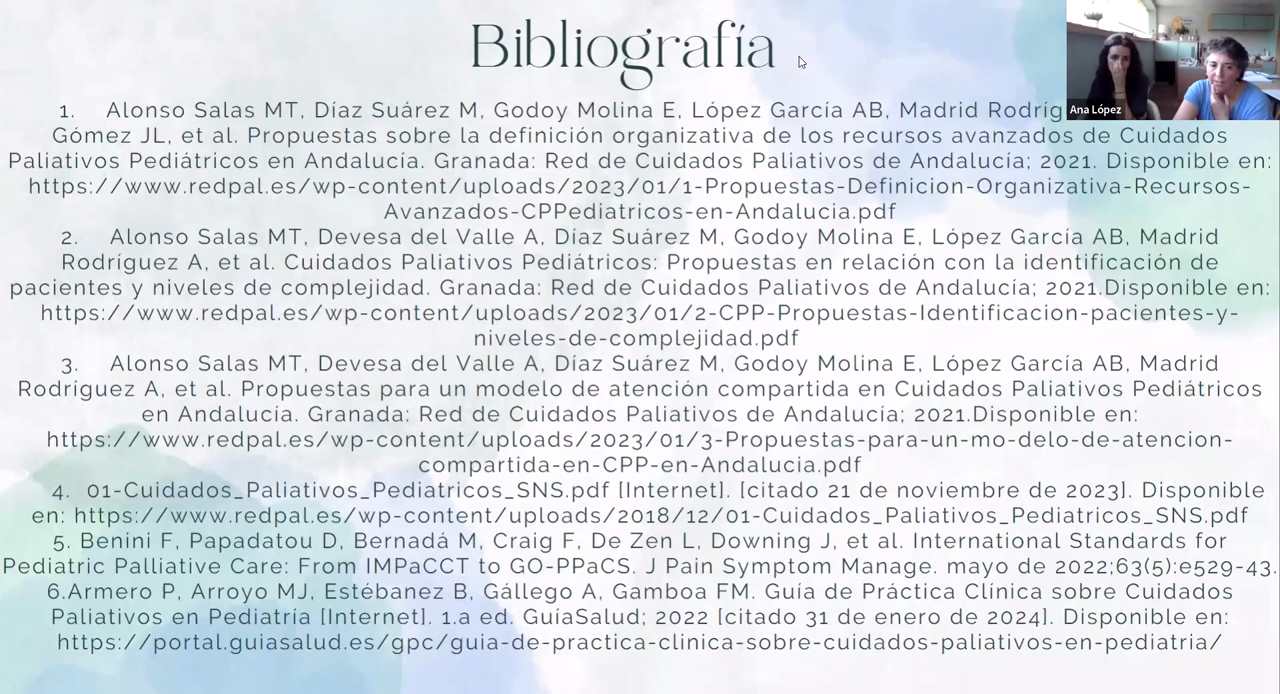 Bibliografía
Ana López
1. Alonso Salas MT, Díaz Suárez M, Godoy Molina E, López García AB, Madrid
Gómez JL, et al. Propuestas sobre la definición organizativa de los recursos avanzados de Cuidados
Paliativos Pediátricos en Andalucía. Granada: Red de Cuidados Paliativos de Andalucía; 2021. Disponible en:
https://www.redpal.es/wp-content/uploads/2023/01/1-Propuestas-Definicion-Organizativa-Recursos-
Avanzados-CPPediatricos-en-Andalucia.pdf
2. Alonso Salas MT, Devesa del Valle A, Díaz Suárez M, Godoy Molina E, López García AB, Madrid
Rodríguez A, et al. Cuidados Paliativos Pediátricos: Propuestas en relación con la identificación de
pacientes y niveles de complejidad. Granada: Red de Cuidados Paliativos de Andalucía; 2021.Disponible en:
https://www.redpal.es/wp-content/uploads/2023/01/2-CPP-Propuestas-Identificacion-pacientes-y-
niveles-de-complejidad.pdf
3. Alonso Salas MT, Devesa del Valle A, Díaz Suárez M, Godoy Molina E, López García AB, Madrid
Rodríguez A, et al. Propuestas para un modelo de atención compartida en Cuidados Paliativos Pediátricos
en Andalucía. Granada: Red de Cuidados Paliativos de Andalucía; 2021.Disponible en:
https://www.redpal.es/wp-content/uploads/2023/01/3-Propuestas-para-un-mo-delo-de-atencion-
compartida-en-CPP-en-Andalucia.pdf
4. 01-Cuidados_Paliativos_Pediatricos_SNS.pdf [Internet]. [citado 21 de noviembre de 2023]. Disponible
en: https://www.redpal.es/wp-content/uploads/2018/12/01-Cuidados_Paliativos_Pediatricos_SNS.pdf
5. Benini F, Papadatou D, Bernadá M, Craig F, De Zen L, Downing J, et al. International Standards for
Pediatric Palliative Care: From IMPaCCT to GO-PPaCS. J Pain Symptom Manage. mayo de 2022;63(5):e529-43.
6.Armero P, Arroyo MJ, Estébanez B, Gállego A, Gamboa FM. Guía de Práctica Clínica sobre Cuidados
Paliativos en Pediatría [Internet]. 1.a ed. GuíaSalud; 2022 [citado 31 de enero de 2024]. Disponible en:
https://portal.guiasalud.es/gpc/guia-de-practica-clinica-sobre-cuidados-paliativos-en-pediatria/